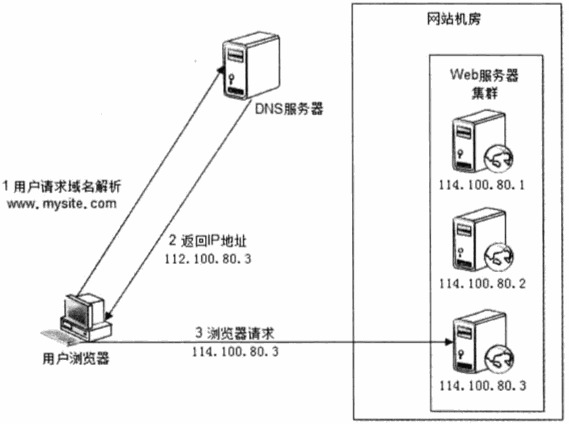 网站机房
Web服务器
集群
DNS服务器
114.100.80.1
1 用户请求域名解析
www.mysite.com
2 返回IP地址
112.100.80.3
114.100.80.2
3 浏览器请求
114.100.80.3
用户浏览器
114.100.80.3